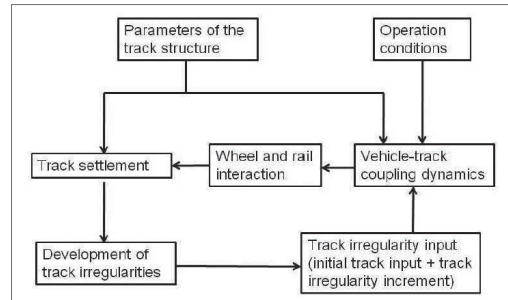 Parameters of the
track structure
Operation
conditions
Track settlement
Wheel and rail
interaction
Vehicle-track
coupling dynamics
Development of
track irregularities
Track irregularity input
(initial track input + track
irregularity increment)